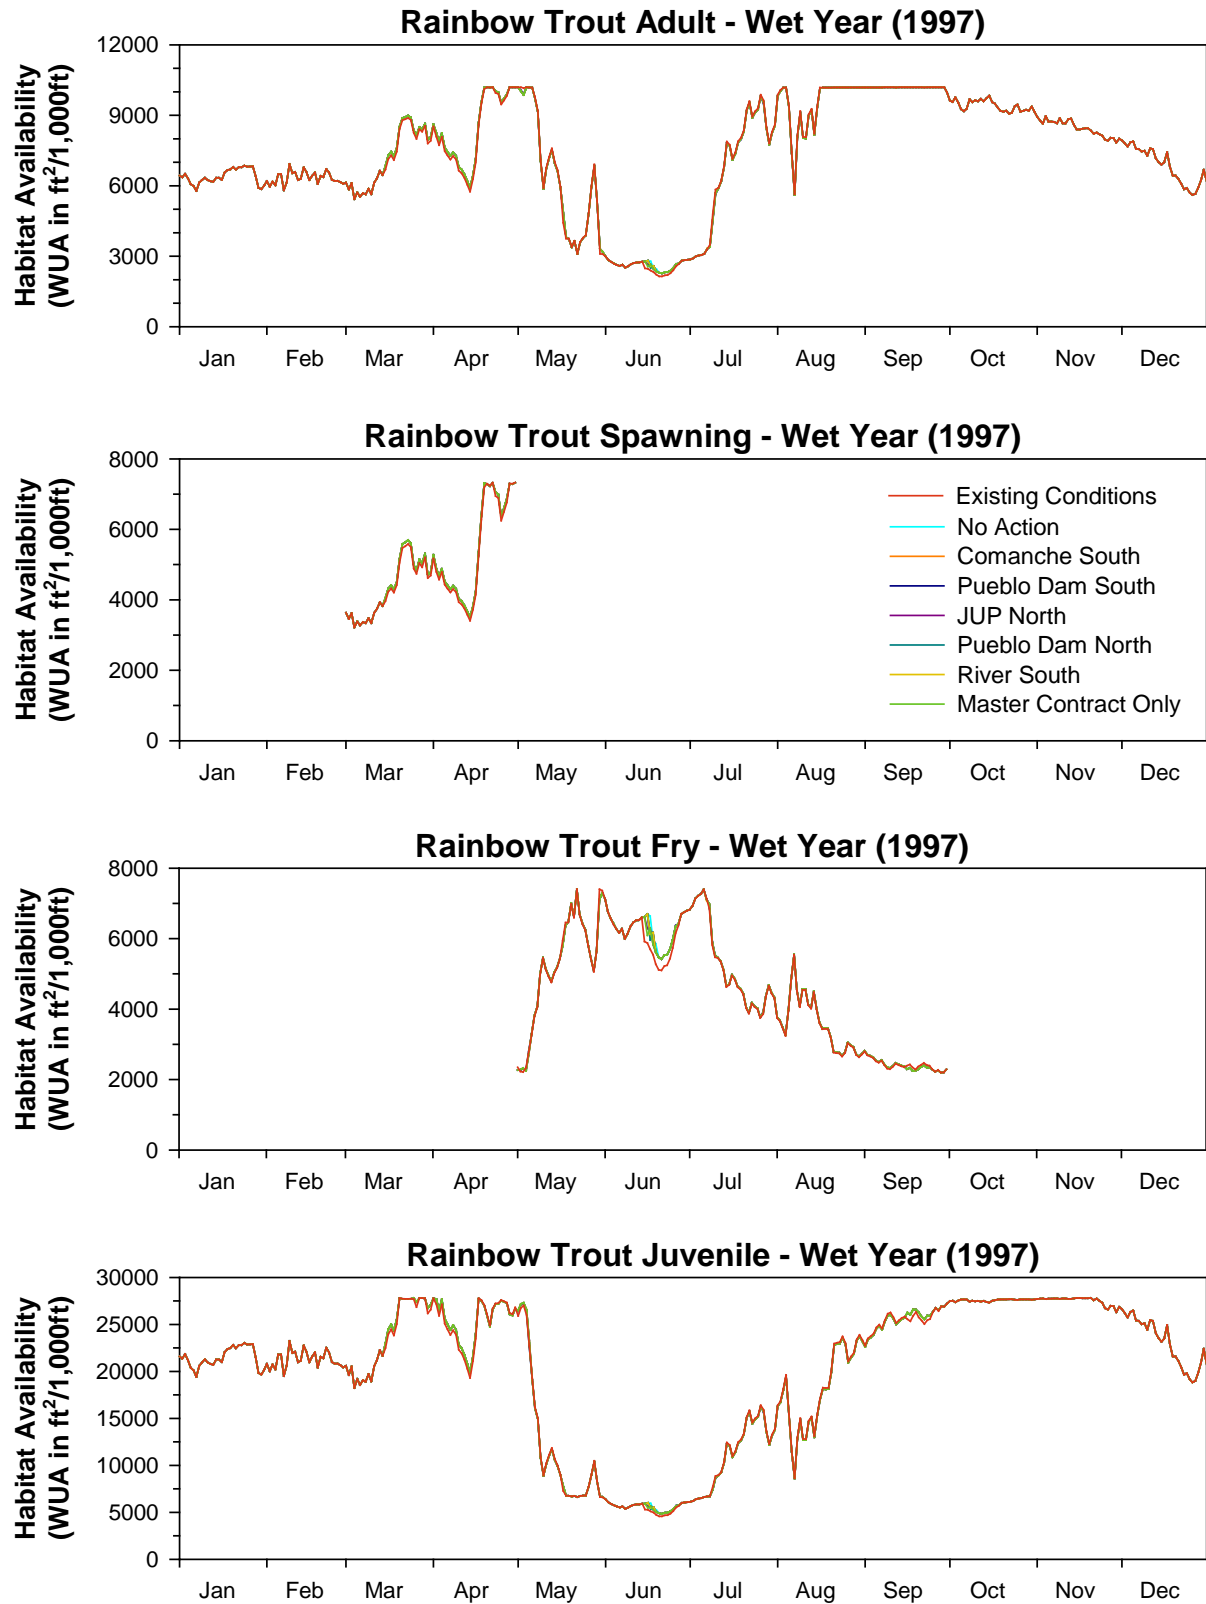 Rainbow Trout Adult - Wet Year (1997)
Habitat Availability
(WUA in ft²/1,000ft)
12000
9000
6000
3000
0
Jan Feb Mar Apr May Jun Jul Aug Sep Oct Nov Dec
Rainbow Trout Spawning - Wet Year (1997)
Habitat Availability
(WUA in ft²/1,000ft)
8000
6000
4000
2000
0
Existing Conditions
No Action
Comanche South
Pueblo Dam South
JUP North
Pueblo Dam North
River South
Master Contract Only
Jan Feb Mar Apr May Jun Jul Aug Sep Oct Nov Dec
Rainbow Trout Fry - Wet Year (1997)
Habitat Availability
(WUA in ft²/1,000ft)
8000
6000
4000
2000
0
Jan Feb Mar Apr May Jun Jul Aug Sep Oct Nov Dec
Rainbow Trout Juvenile - Wet Year (1997)
Habitat Availability
(WUA in ft²/1,000ft)
30000
25000
20000
15000
10000
5000
0
Jan Feb Mar Apr May Jun Jul Aug Sep Oct Nov Dec